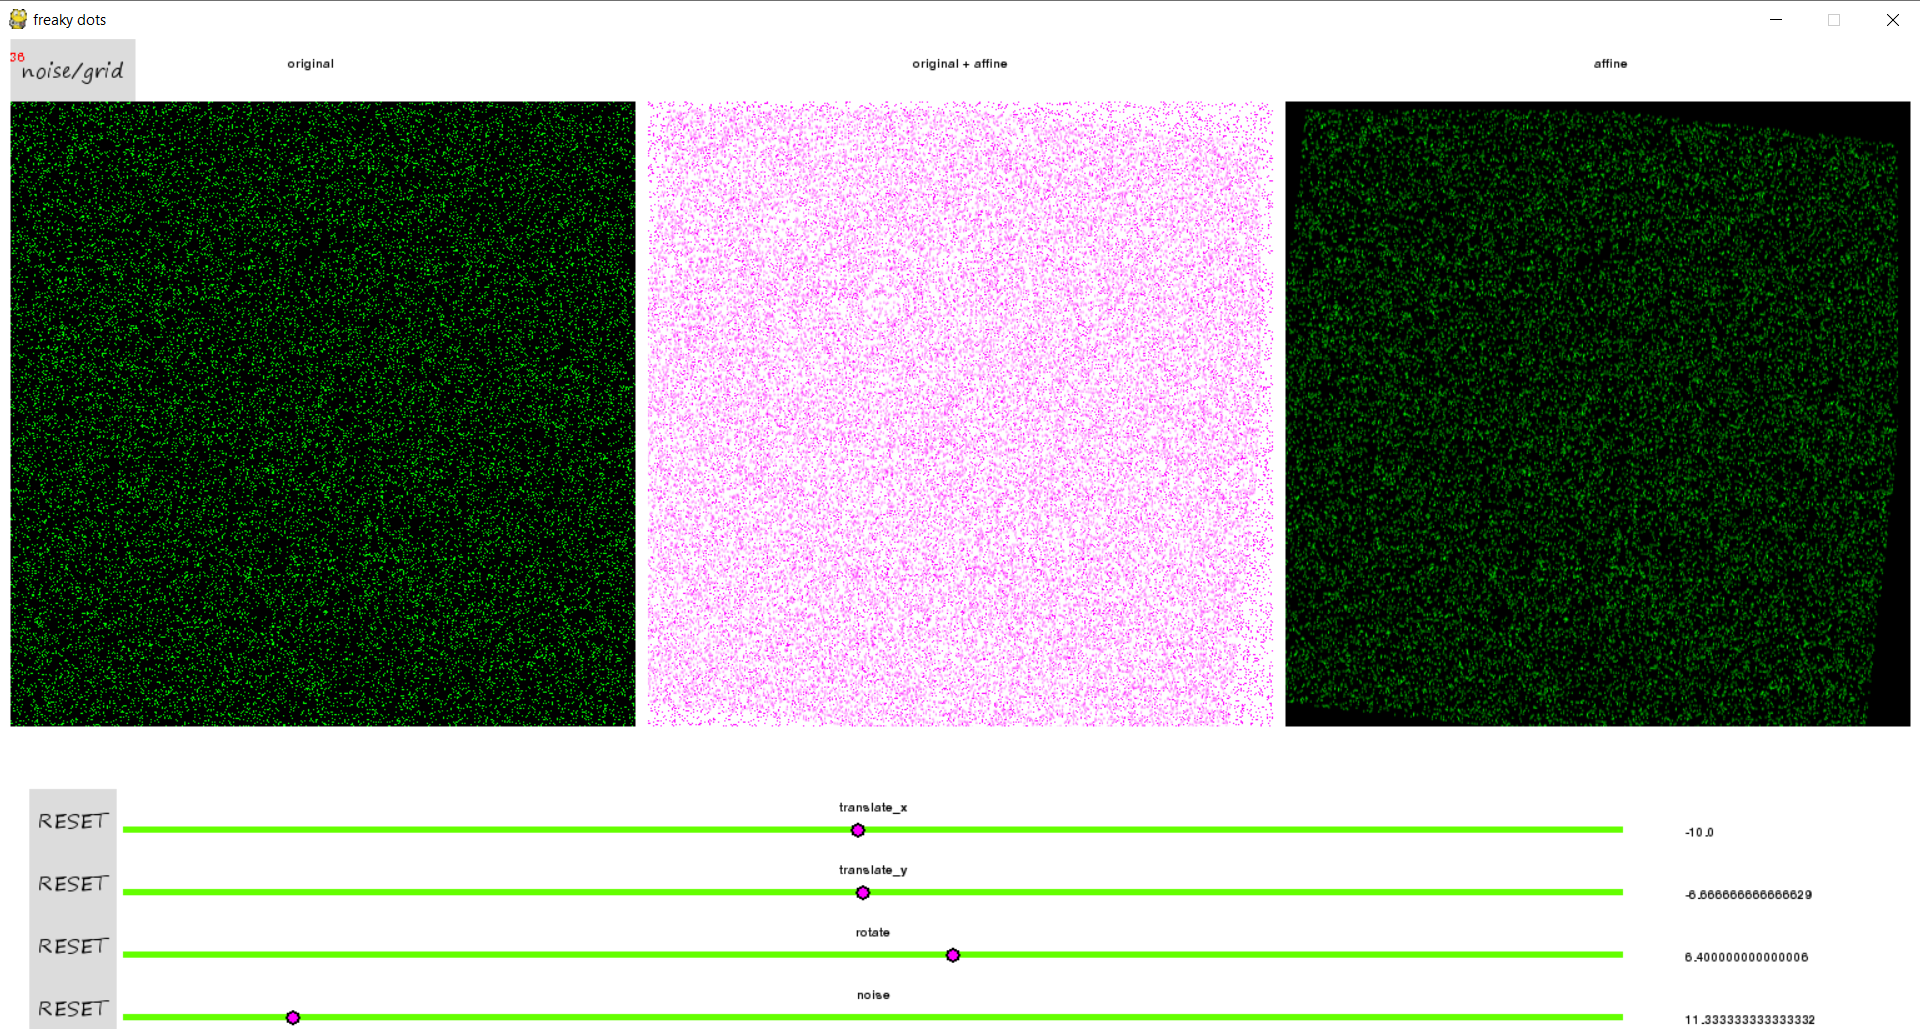 freaky dots
36
noise/grid
original
original + affine
affine
translate_x
RESET
-10.0
translate_y
RESET
-6.666666666666629
rotate
RESET
6.400000000000006
noise
RESET
11.333333333333332